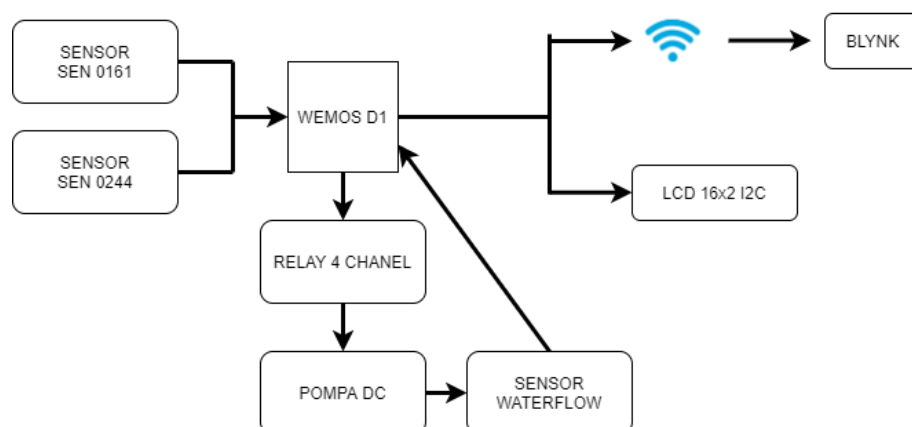 SENSOR
SEN 0161
SENSOR
SEN 0244
WEMOS D1
BLYNK
LCD 16x2 I2C
RELAY 4 CHANEL
POMPA DC
SENSOR
WATERFLOW